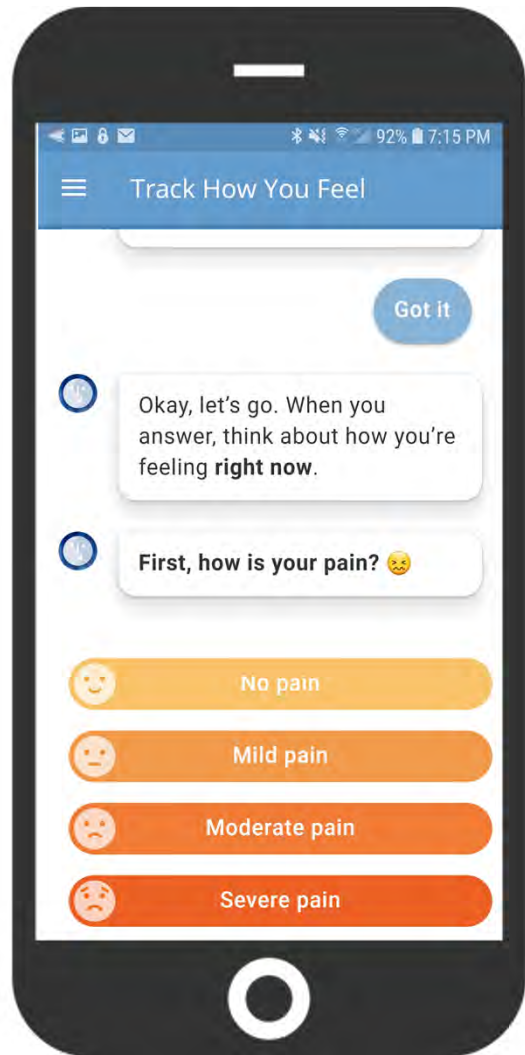 92% 7:15 PM
Track How You Feel
Got it
Okay, let's go. When you
answer, think about how you're
feeling right now.
First, how is your pain? 😖
No pain
Mild pain
Moderate pain
Severe pain